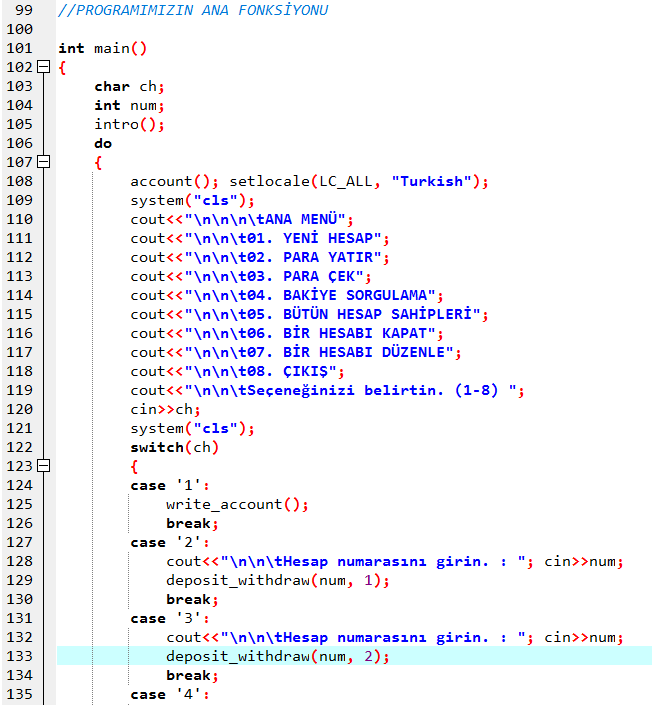 99 //PROGRAMIMIZIN ANA FONKSİYONU
100
101 int main()
102 {
103 char ch;
104 int num;
105 intro();
106 do
107 {
108 account(); setlocale(LC_ALL, "Turkish");
109 system("cls");
110 cout<<"\n\n\n\tANA MENÜ";
111 cout<<"\n\n\t01. YENİ HESAP";
112 cout<<"\n\n\t02. PARA YATIR";
113 cout<<"\n\n\t03. PARA ÇEK";
114 cout<<"\n\n\t04. BAKİYE SORGULAMA";
115 cout<<"\n\n\t05. BÜTÜN HESAP SAHİPLERİ";
116 cout<<"\n\n\t06. BİR HESABI KAPAT";
117 cout<<"\n\n\t07. BİR HESABI DÜZENLE";
118 cout<<"\n\n\t08. ÇIKIŞ";
119 cout<<"\n\n\tSeçeneğinizi belirtin. (1-8) ";
120 cin>>ch;
121 system("cls");
122 switch(ch)
123 {
124 case '1':
125 write_account();
126 break;
127 case '2':
128 cout<<"\n\n\tHesap numarasını girin. : "; cin>>num;
129 deposit_withdraw(num, 1);
130 break;
131 case '3':
132 cout<<"\n\n\tHesap numarasını girin. : "; cin>>num;
133 deposit_withdraw(num, 2);
134 break;
135 case '4':